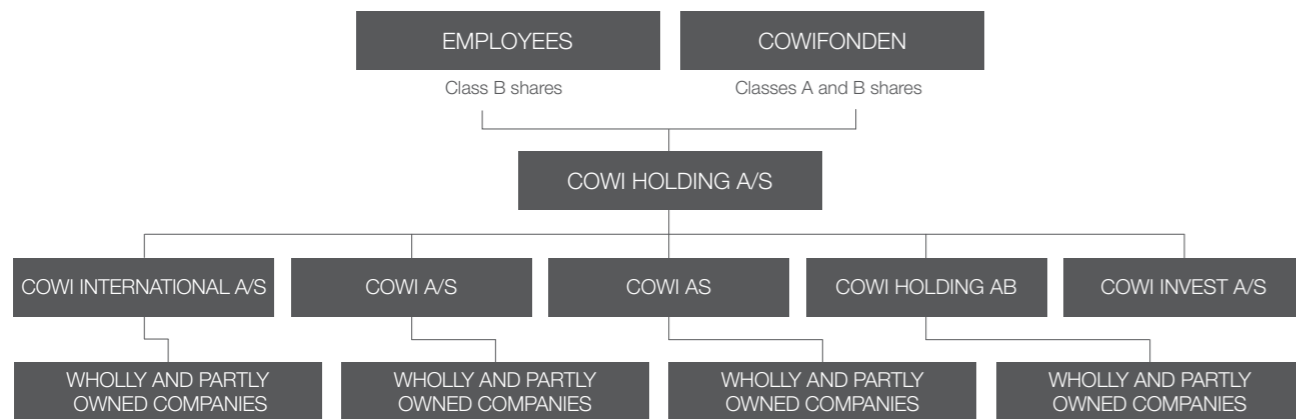 EMPLOYEES
COWIFONDEN
Class B shares
Classes A and B shares
COWI HOLDING A/S
COWI INTERNATIONAL A/S
COWI A/S
COWI AS
COWI HOLDING AB
COWI INVEST A/S
WHOLLY AND PARTLY
OWNED COMPANIES
WHOLLY AND PARTLY
OWNED COMPANIES
WHOLLY AND PARTLY
OWNED COMPANIES
WHOLLY AND PARTLY
OWNED COMPANIES